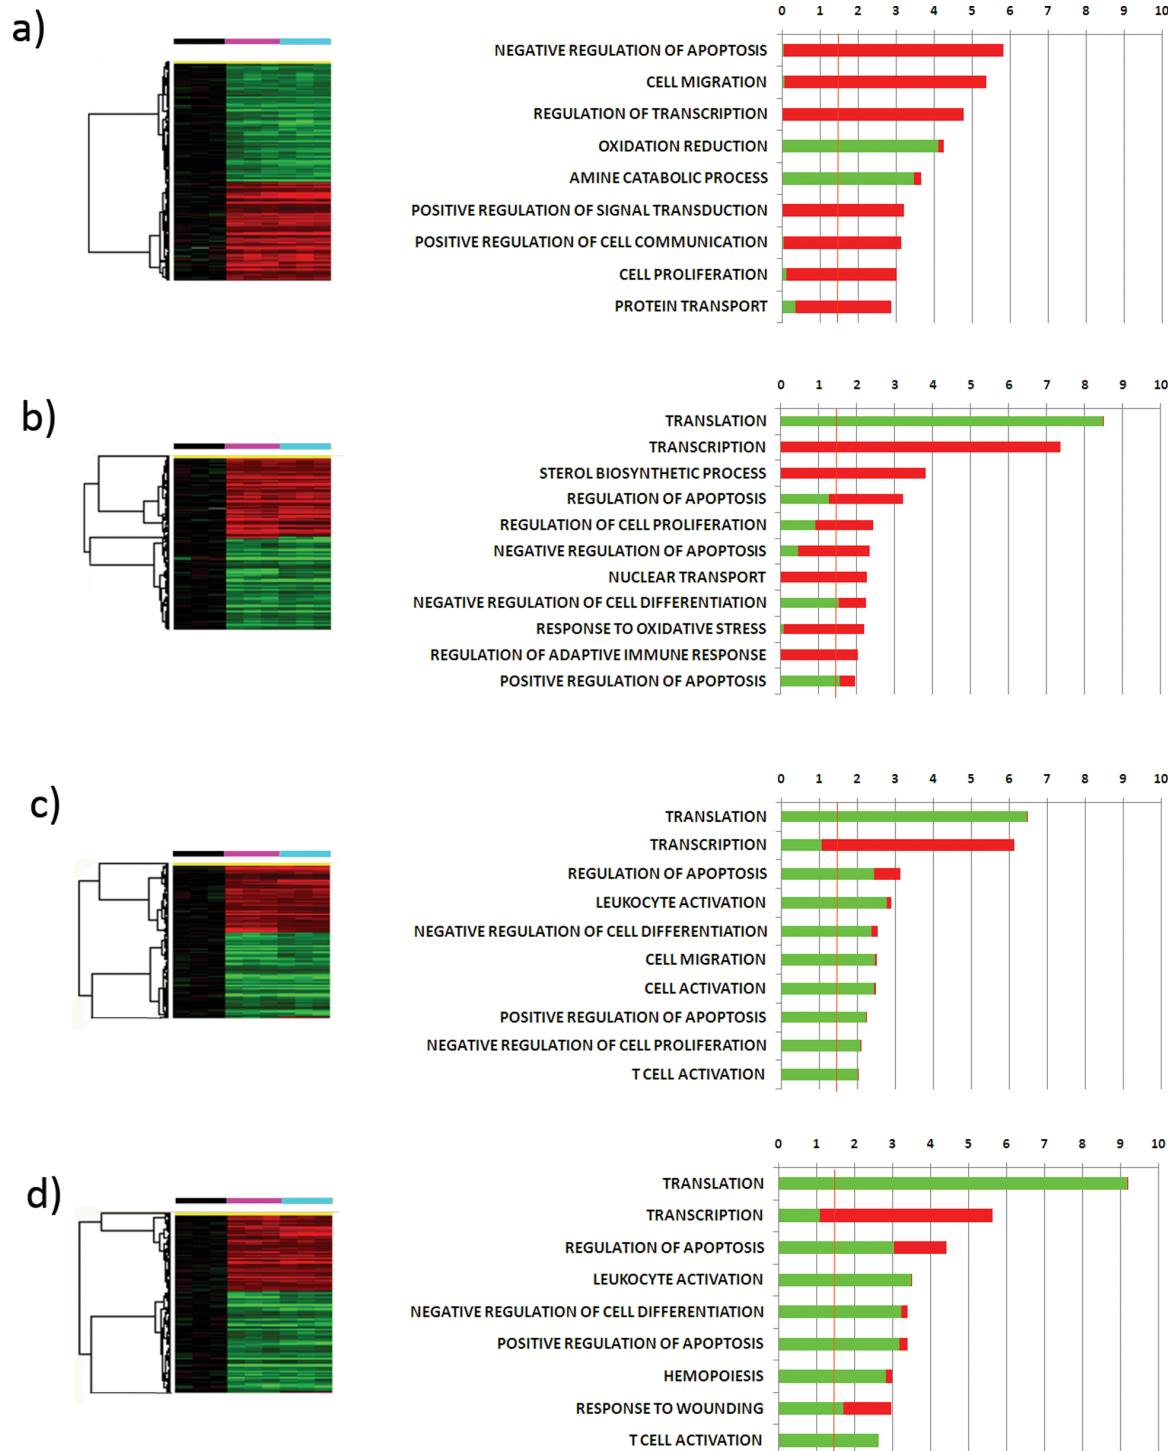 a)
0 1 2 3 4 5 6 7 8 9 10
NEGATIVE REGULATION OF APOPTOSIS
CELL MIGRATION
REGULATION OF TRANSCRIPTION
OXIDATION REDUCTION
AMINE CATABOLIC PROCESS
POSITIVE REGULATION OF SIGNAL TRANSDUCTION
POSITIVE REGULATION OF CELL COMMUNICATION
CELL PROLIFERATION
PROTEIN TRANSPORT
b)
0 1 2 3 4 5 6 7 8 9 10
TRANSLATION
TRANSCRIPTION
STEROL BIOSYNTHETIC PROCESS
REGULATION OF APOPTOSIS
REGULATION OF CELL PROLIFERATION
NEGATIVE REGULATION OF APOPTOSIS
NUCLEAR TRANSPORT
NEGATIVE REGULATION OF CELL DIFFERENTIATION
RESPONSE TO OXIDATIVE STRESS
REGULATION OF ADAPTIVE IMMUNE RESPONSE
POSITIVE REGULATION OF APOPTOSIS
c)
0 1 2 3 4 5 6 7 8 9 10
TRANSLATION
TRANSCRIPTION
REGULATION OF APOPTOSIS
LEUKOCYTE ACTIVATION
NEGATIVE REGULATION OF CELL DIFFERENTIATION
CELL MIGRATION
CELL ACTIVATION
POSITIVE REGULATION OF APOPTOSIS
NEGATIVE REGULATION OF CELL PROLIFERATION
T CELL ACTIVATION
d)
0 1 2 3 4 5 6 7 8 9 10
TRANSLATION
TRANSCRIPTION
REGULATION OF APOPTOSIS
LEUKOCYTE ACTIVATION
NEGATIVE REGULATION OF CELL DIFFERENTIATION
POSITIVE REGULATION OF APOPTOSIS
HEMOPOIESIS
RESPONSE TO WOUNDING
T CELL ACTIVATION